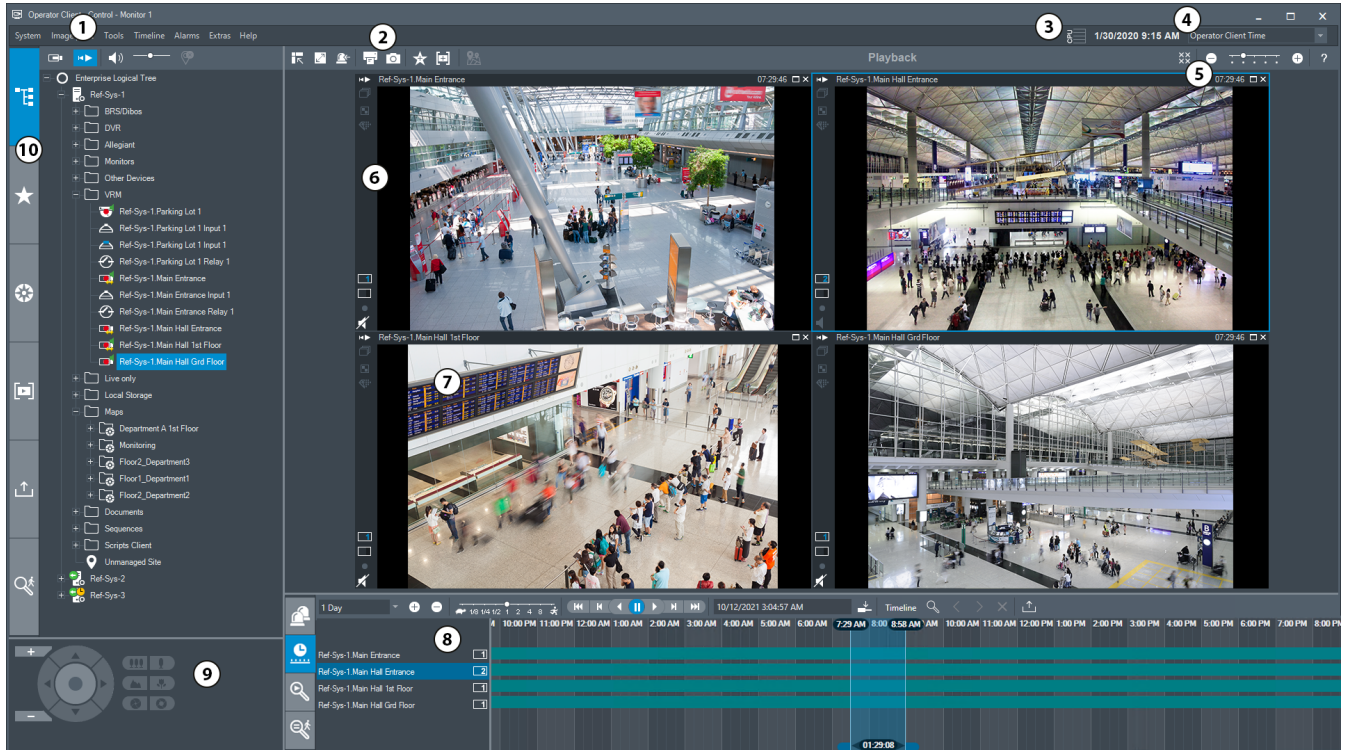 Operator Client - Control - Monitor 1
System Image Tools Timeline Alarms Extras Help
1
2
3
4
5
6
7
8
9
10
1/30/2020 9:15 AM Operator Client Time
Playback
?
Enterprise Logical Tree
Ref-Sys-1
BRS/Dibos
DVR
Allegiant
Monitors
Other Devices
VRM
Ref-Sys-1.Parking Lot 1
Ref-Sys-1.Parking Lot 1 Input 1
Ref-Sys-1.Parking Lot 1 Input 1
Ref-Sys-1.Parking Lot 1 Relay 1
Ref-Sys-1.Main Entrance
Ref-Sys-1.Main Entrance Input 1
Ref-Sys-1.Main Entrance Relay 1
Ref-Sys-1.Main Hall Entrance
Ref-Sys-1.Main Hall 1st Floor
Ref-Sys-1.Main Hall Grd Floor
Live only
Local Storage
Maps
Department A 1st Floor
Monitoring
Floor2_Department3
Floor1_Department1
Floor2_Department2
Documents
Sequences
Scripts Client
Unmanaged Site
Ref-Sys-2
Ref-Sys-3
Ref-Sys-1.Main Entrance 07:29:46
Ref-Sys-1.Main Hall Entrance 07:29:46
Ref-Sys-1.Main Hall 1st Floor
Ref-Sys-1.Main Hall Grd Floor 07:29:46
1 Day
1/8 1/4 1/2 1 2 4 8
10/12/2021 3:04:57 AM
Timeline
10:00 PM 11:00 PM 12:00 AM 1:00 AM 2:00 AM 3:00 AM 4:00 AM 5:00 AM 6:00 AM 7:29 AM 8:00 8:58 AM AM 10:00 AM 11:00 AM 12:00 PM 1:00 PM 2:00 PM 3:00 PM 4:00 PM 5:00 PM 6:00 PM 7:00 PM 8:00 PM
Ref-Sys-1.Main Entrance 1
Ref-Sys-1.Main Hall Entrance 2
Ref-Sys-1.Main Hall 1st Floor 1
Ref-Sys-1.Main Hall Grd Floor 1
01:29:08